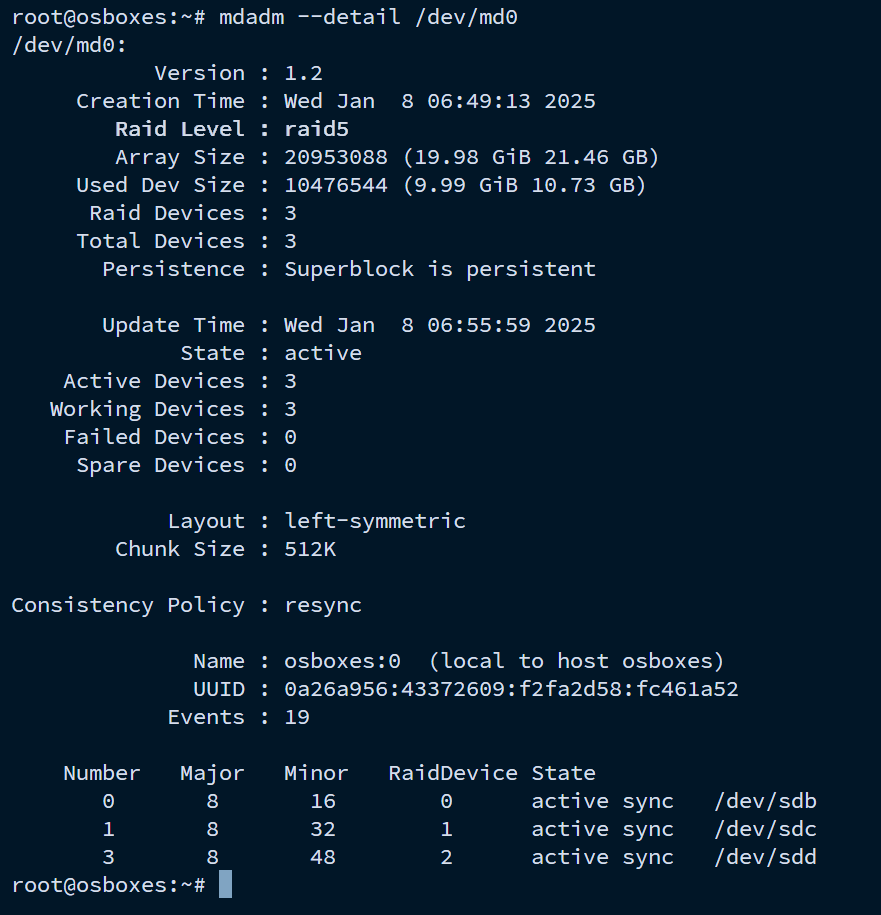 root@osboxes:~# mdadm --detail /dev/md0
/dev/md0:
           Version : 1.2
     Creation Time : Wed Jan  8 06:49:13 2025
        Raid Level : raid5
        Array Size : 20953088 (19.98 GiB 21.46 GB)
     Used Dev Size : 10476544 (9.99 GiB 10.73 GB)
      Raid Devices : 3
     Total Devices : 3
       Persistence : Superblock is persistent

       Update Time : Wed Jan  8 06:55:59 2025
             State : active
    Active Devices : 3
   Working Devices : 3
    Failed Devices : 0
     Spare Devices : 0

            Layout : left-symmetric
        Chunk Size : 512K

Consistency Policy : resync

              Name : osboxes:0  (local to host osboxes)
              UUID : 0a26a956:43372609:f2fa2d58:fc461a52
            Events : 19

    Number   Major   Minor   RaidDevice State
       0       8       16        0      active sync   /dev/sdb
       1       8       32        1      active sync   /dev/sdc
       3       8       48        2      active sync   /dev/sdd
root@osboxes:~#